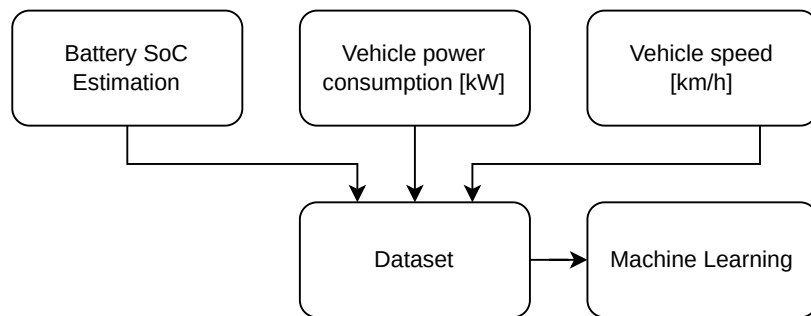 Battery SoC
Estimation
Vehicle power
consumption [kW]
Vehicle speed
[km/h]
Dataset
Machine Learning